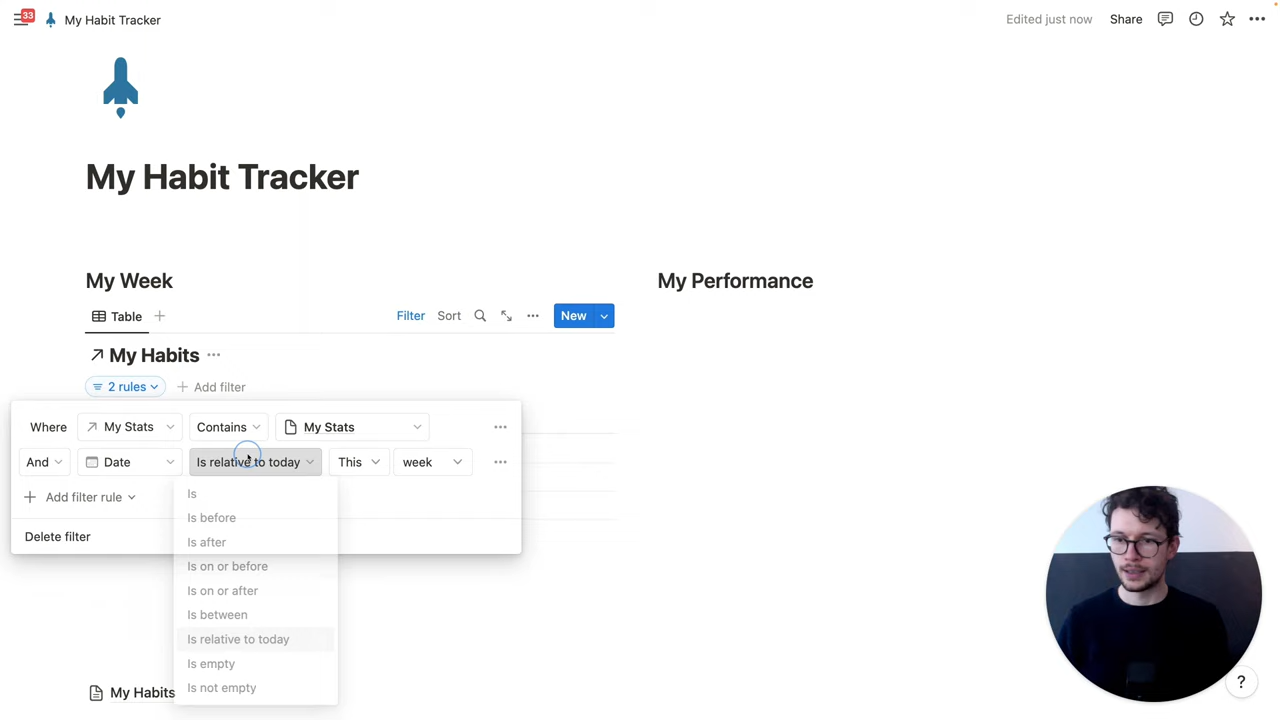 33 My Habit Tracker Edited just now Share
My Habit Tracker
My Week My Performance
Table Filter Sort New
My Habits
2 rules Add filter
Where My Stats Contains My Stats
And Date Is relative to today This week
Add filter rule
Delete filter
Is
Is before
Is after
Is on or before
Is on or after
Is between
Is relative to today
Is empty
Is not empty
My Habits
?